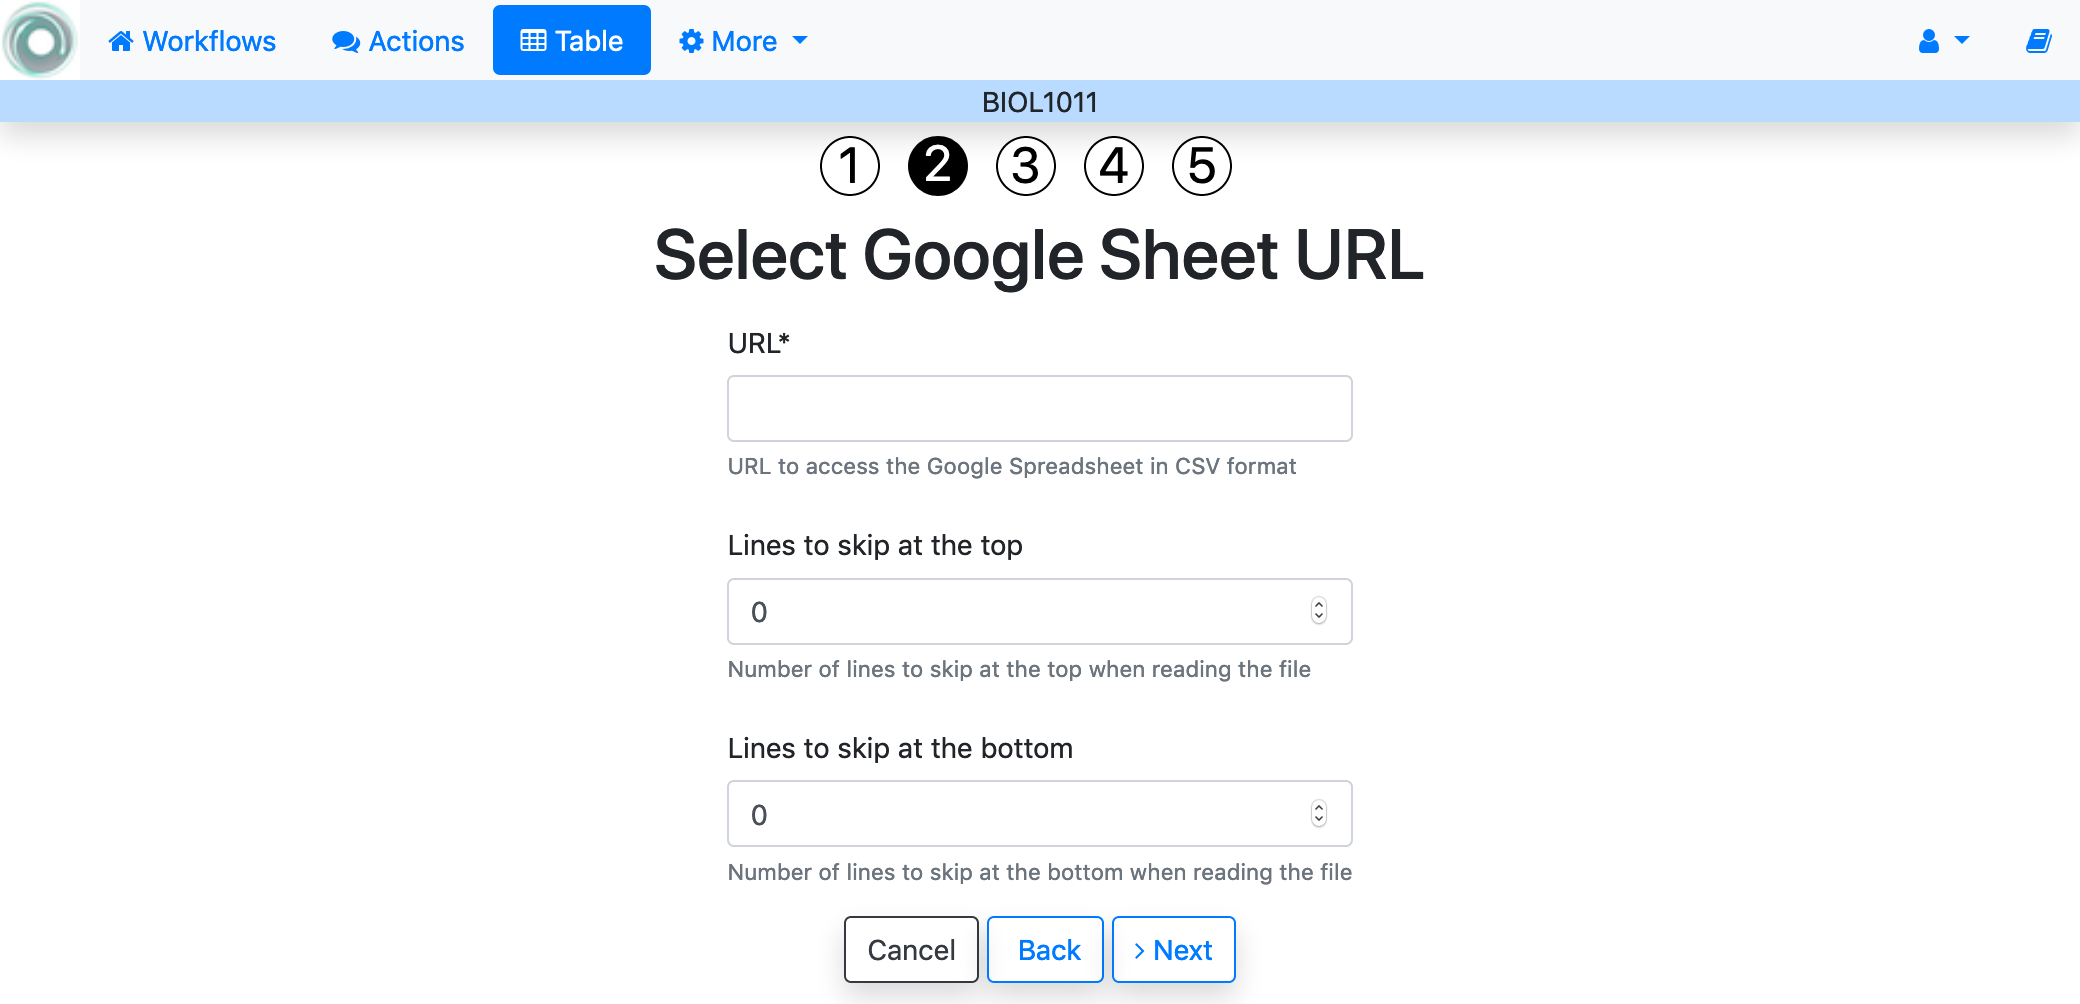 Workflows Actions Table More
BIOL1011
1 2 3 4 5
Select Google Sheet URL
URL*
URL to access the Google Spreadsheet in CSV format
Lines to skip at the top
0
Number of lines to skip at the top when reading the file
Lines to skip at the bottom
0
Number of lines to skip at the bottom when reading the file
Cancel Back Next